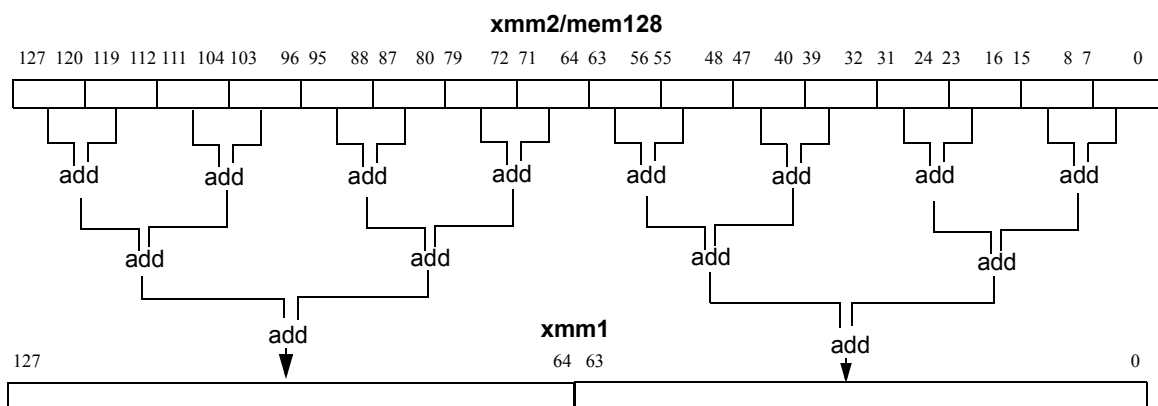 xmm2/mem128
127 120 119 112 111 104 103 96 95 88 87 80 79 72 71 64 63 56 55 48 47 40 39 32 31 24 23 16 15 8 7 0
add add add add add add add add
add add add add
add add
xmm1
127 64 63 0